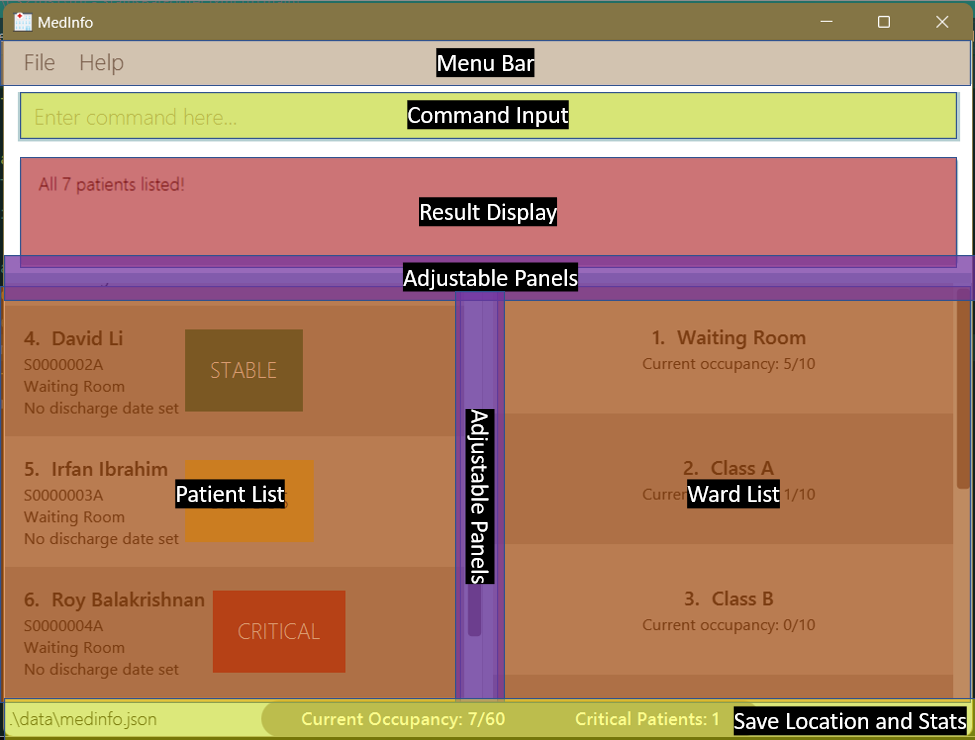 MedInfo
File Help
Menu Bar
Enter command here...
Command Input
All 7 patients listed!
Result Display
Adjustable Panels
4. David Li
S0000002A
Waiting Room
No discharge date set
STABLE
5. Irfan Ibrahim
S0000003A
Waiting Room
No discharge date set
Patient List
6. Roy Balakrishnan
S0000004A
Waiting Room
No discharge date set
CRITICAL
Adjustable Panels
1. Waiting Room
Current occupancy: 5/10
2. Class A
1/10
Ward List
3. Class B
Current occupancy: 0/10
.\data\medinfo.json
Current Occupancy: 7/60
Critical Patients: 1
Save Location and Stats